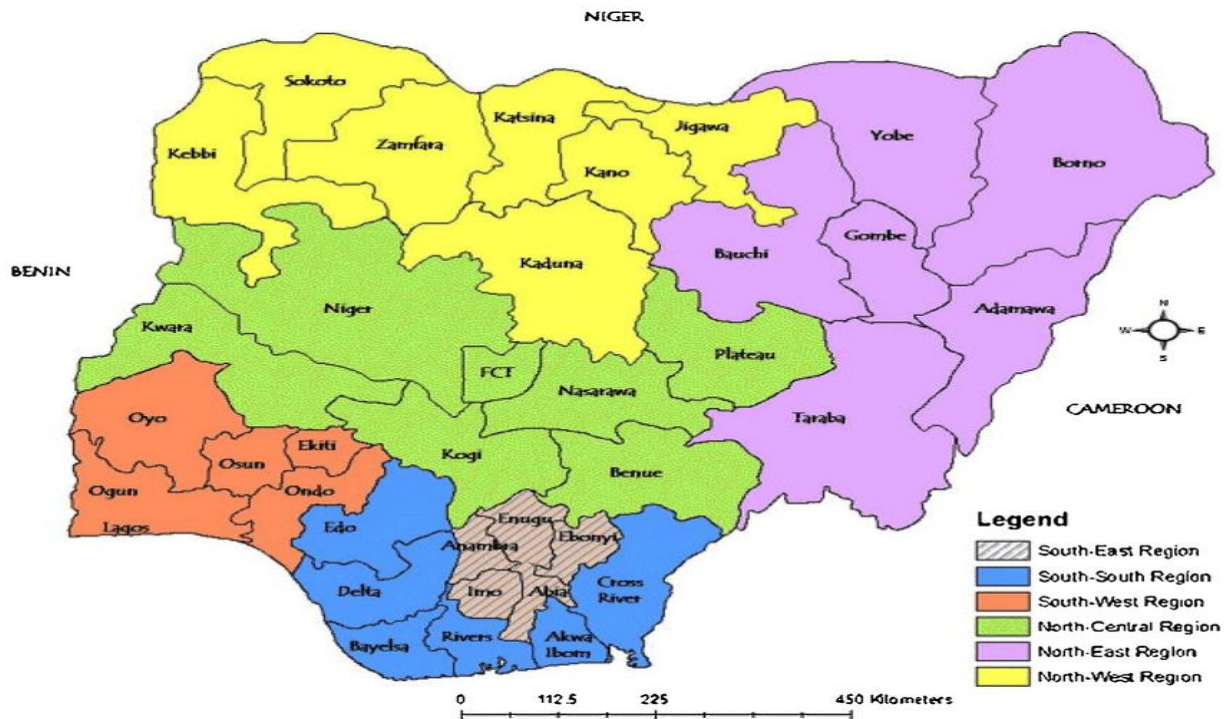 NIGER
Sokoto
Katsina
Jigawa
Yobe
Kebbi
Zamfara
Kano
Borno
Gombe
Bauchi
Kaduna
BENIN
Niger
Adamawa
Kwara
N
W E
S
Plateau
FCT
Nasarawa
CAMEROON
Oyo
Taraba
Ekiti
Kogi
Osun
Benue
Ogun
Ondo
Lagos
Edo
Enugu
Ebonyi
Anambra
Cross
River
Delta
Imo
Abia
Bayelsa
Rivers
Akwa
Ibom
Legend
South-East Region
South-South Region
South-West Region
North-Central Region
North-East Region
North-West Region
0 112.5 225 450 Kilometers